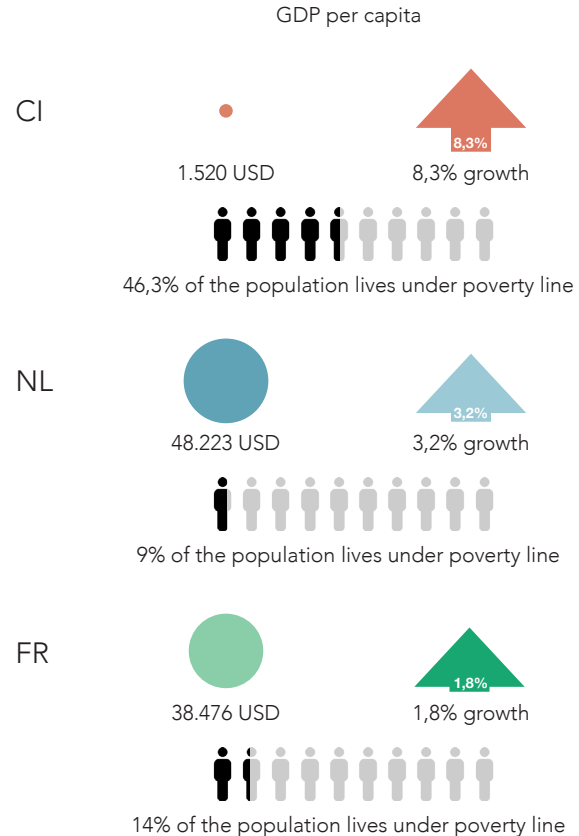 GDP per capita
CI
8,3%
1.520 USD
8,3% growth
46,3% of the population lives under poverty line
NL
3,2%
48.223 USD
3,2% growth
9% of the population lives under poverty line
FR
1,8%
38.476 USD
1,8% growth
14% of the population lives under poverty line